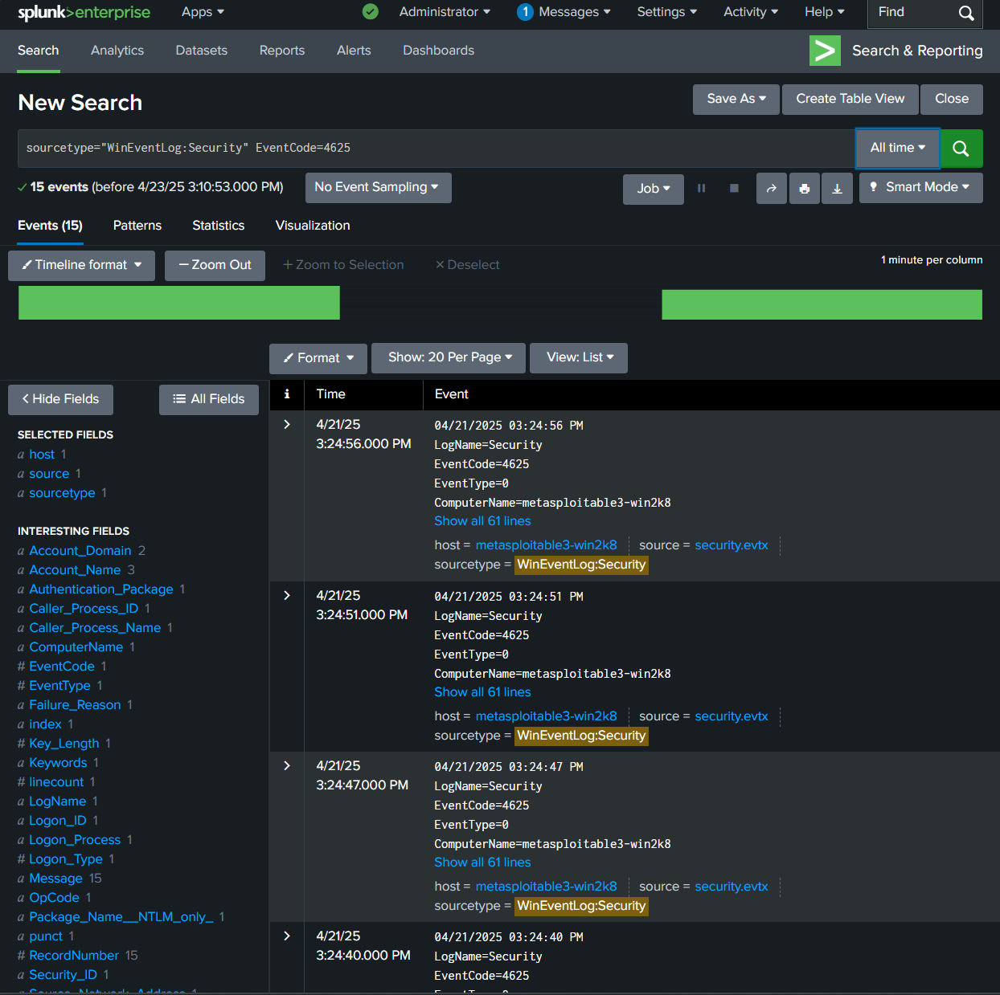 splunk>enterprise Apps Administrator 1 Messages Settings Activity Help Find
Search Analytics Datasets Reports Alerts Dashboards Search & Reporting
New Search Save As Create Table View Close
sourcetype="WinEventLog:Security" EventCode=4625 All time
15 events (before 4/23/25 3:10:53.000 PM) No Event Sampling Job Smart Mode
Events (15) Patterns Statistics Visualization
Timeline format — Zoom Out + Zoom to Selection × Deselect 1 minute per column
Format Show: 20 Per Page View: List
< Hide Fields All Fields
i Time Event
SELECTED FIELDS
a host 1
a source 1
a sourcetype 1
INTERESTING FIELDS
a Account_Domain 2
a Account_Name 3
a Authentication_Package 1
a Caller_Process_ID 1
a Caller_Process_Name 1
a ComputerName 1
# EventCode 1
# EventType 1
a Failure_Reason 1
a index 1
# Key_Length 1
a Keywords 1
# linecount 1
a LogName 1
a Logon_ID 1
a Logon_Process 1
# Logon_Type 1
a Message 15
a OpCode 1
a Package_Name__NTLM_only_ 1
a punct 1
# RecordNumber 15
a Security_ID 1
a Source_Network_Address 1
> 4/21/25
3:24:56.000 PM
04/21/2025 03:24:56 PM
LogName=Security
EventCode=4625
EventType=0
ComputerName=metasploitable3-win2k8
Show all 61 lines
host = metasploitable3-win2k8 source = security.evtx
sourcetype = WinEventLog:Security
> 4/21/25
3:24:51.000 PM
04/21/2025 03:24:51 PM
LogName=Security
EventCode=4625
EventType=0
ComputerName=metasploitable3-win2k8
Show all 61 lines
host = metasploitable3-win2k8 source = security.evtx
sourcetype = WinEventLog:Security
> 4/21/25
3:24:47.000 PM
04/21/2025 03:24:47 PM
LogName=Security
EventCode=4625
EventType=0
ComputerName=metasploitable3-win2k8
Show all 61 lines
host = metasploitable3-win2k8 source = security.evtx
sourcetype = WinEventLog:Security
> 4/21/25
3:24:40.000 PM
04/21/2025 03:24:40 PM
LogName=Security
EventCode=4625
EventType=0